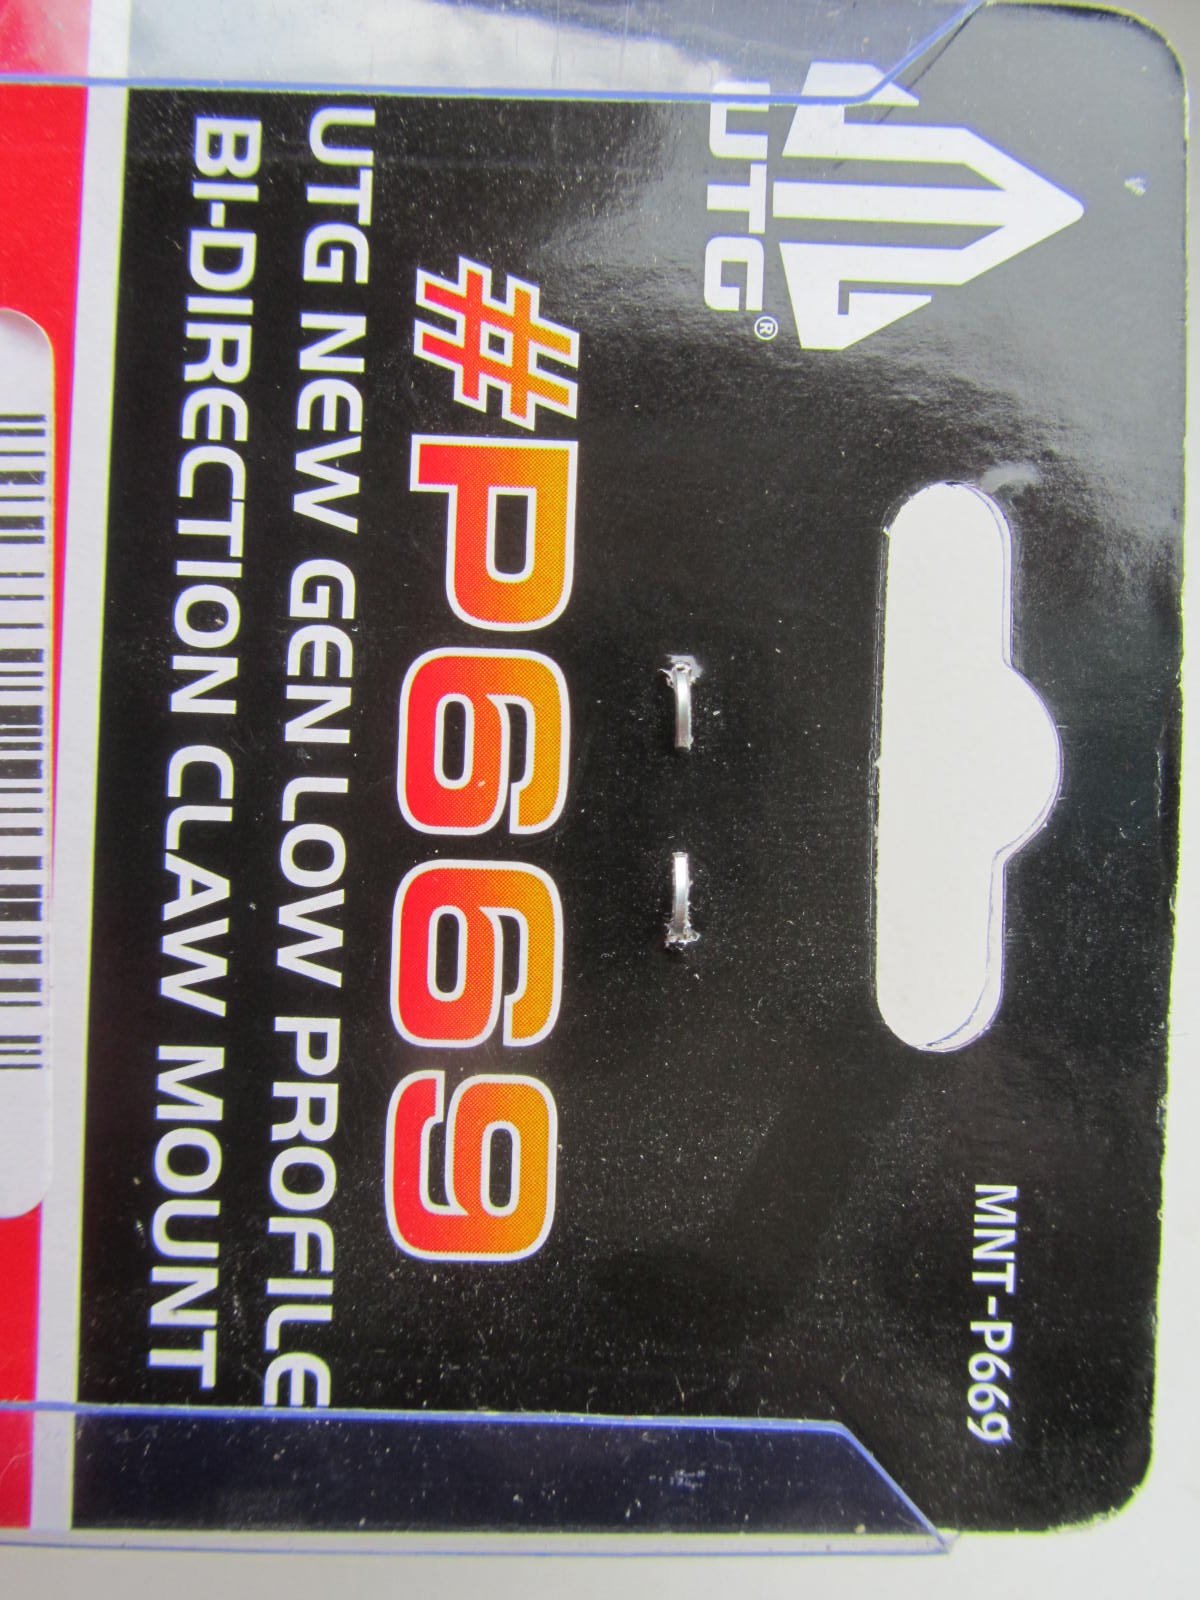 UTG®
MNT-P669
#P669
UTG NEW GEN LOW PROFILE
BI-DIRECTION CLAW MOUNT